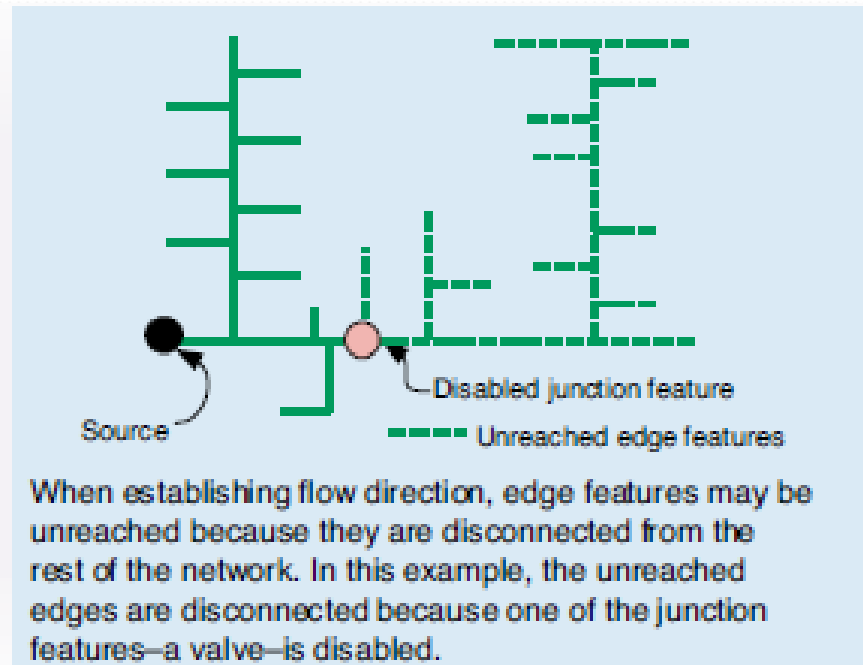 Disabled junction feature
Source
Unreached edge features
When establishing flow direction, edge features may be
unreached because they are disconnected from the
rest of the network. In this example, the unreached
edges are disconnected because one of the junction
features–a valve–is disabled.